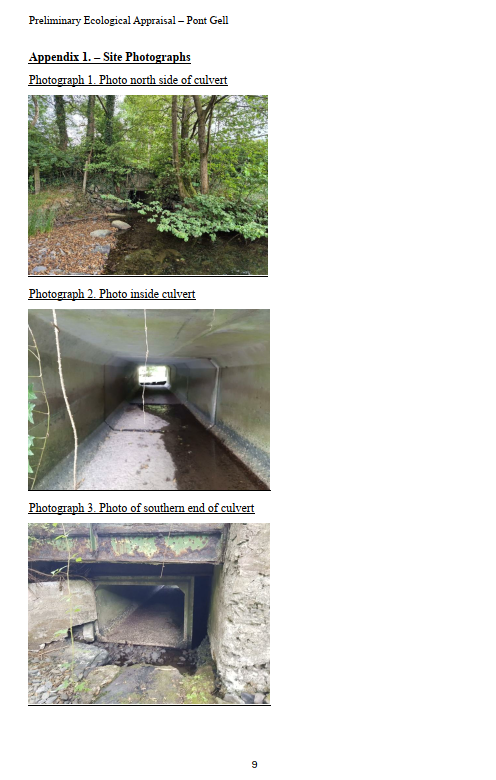 Preliminary Ecological Appraisal – Pont Gell
Appendix 1. – Site Photographs
Photograph 1. Photo north side of culvert
Photograph 2. Photo inside culvert
Photograph 3. Photo of southern end of culvert
9